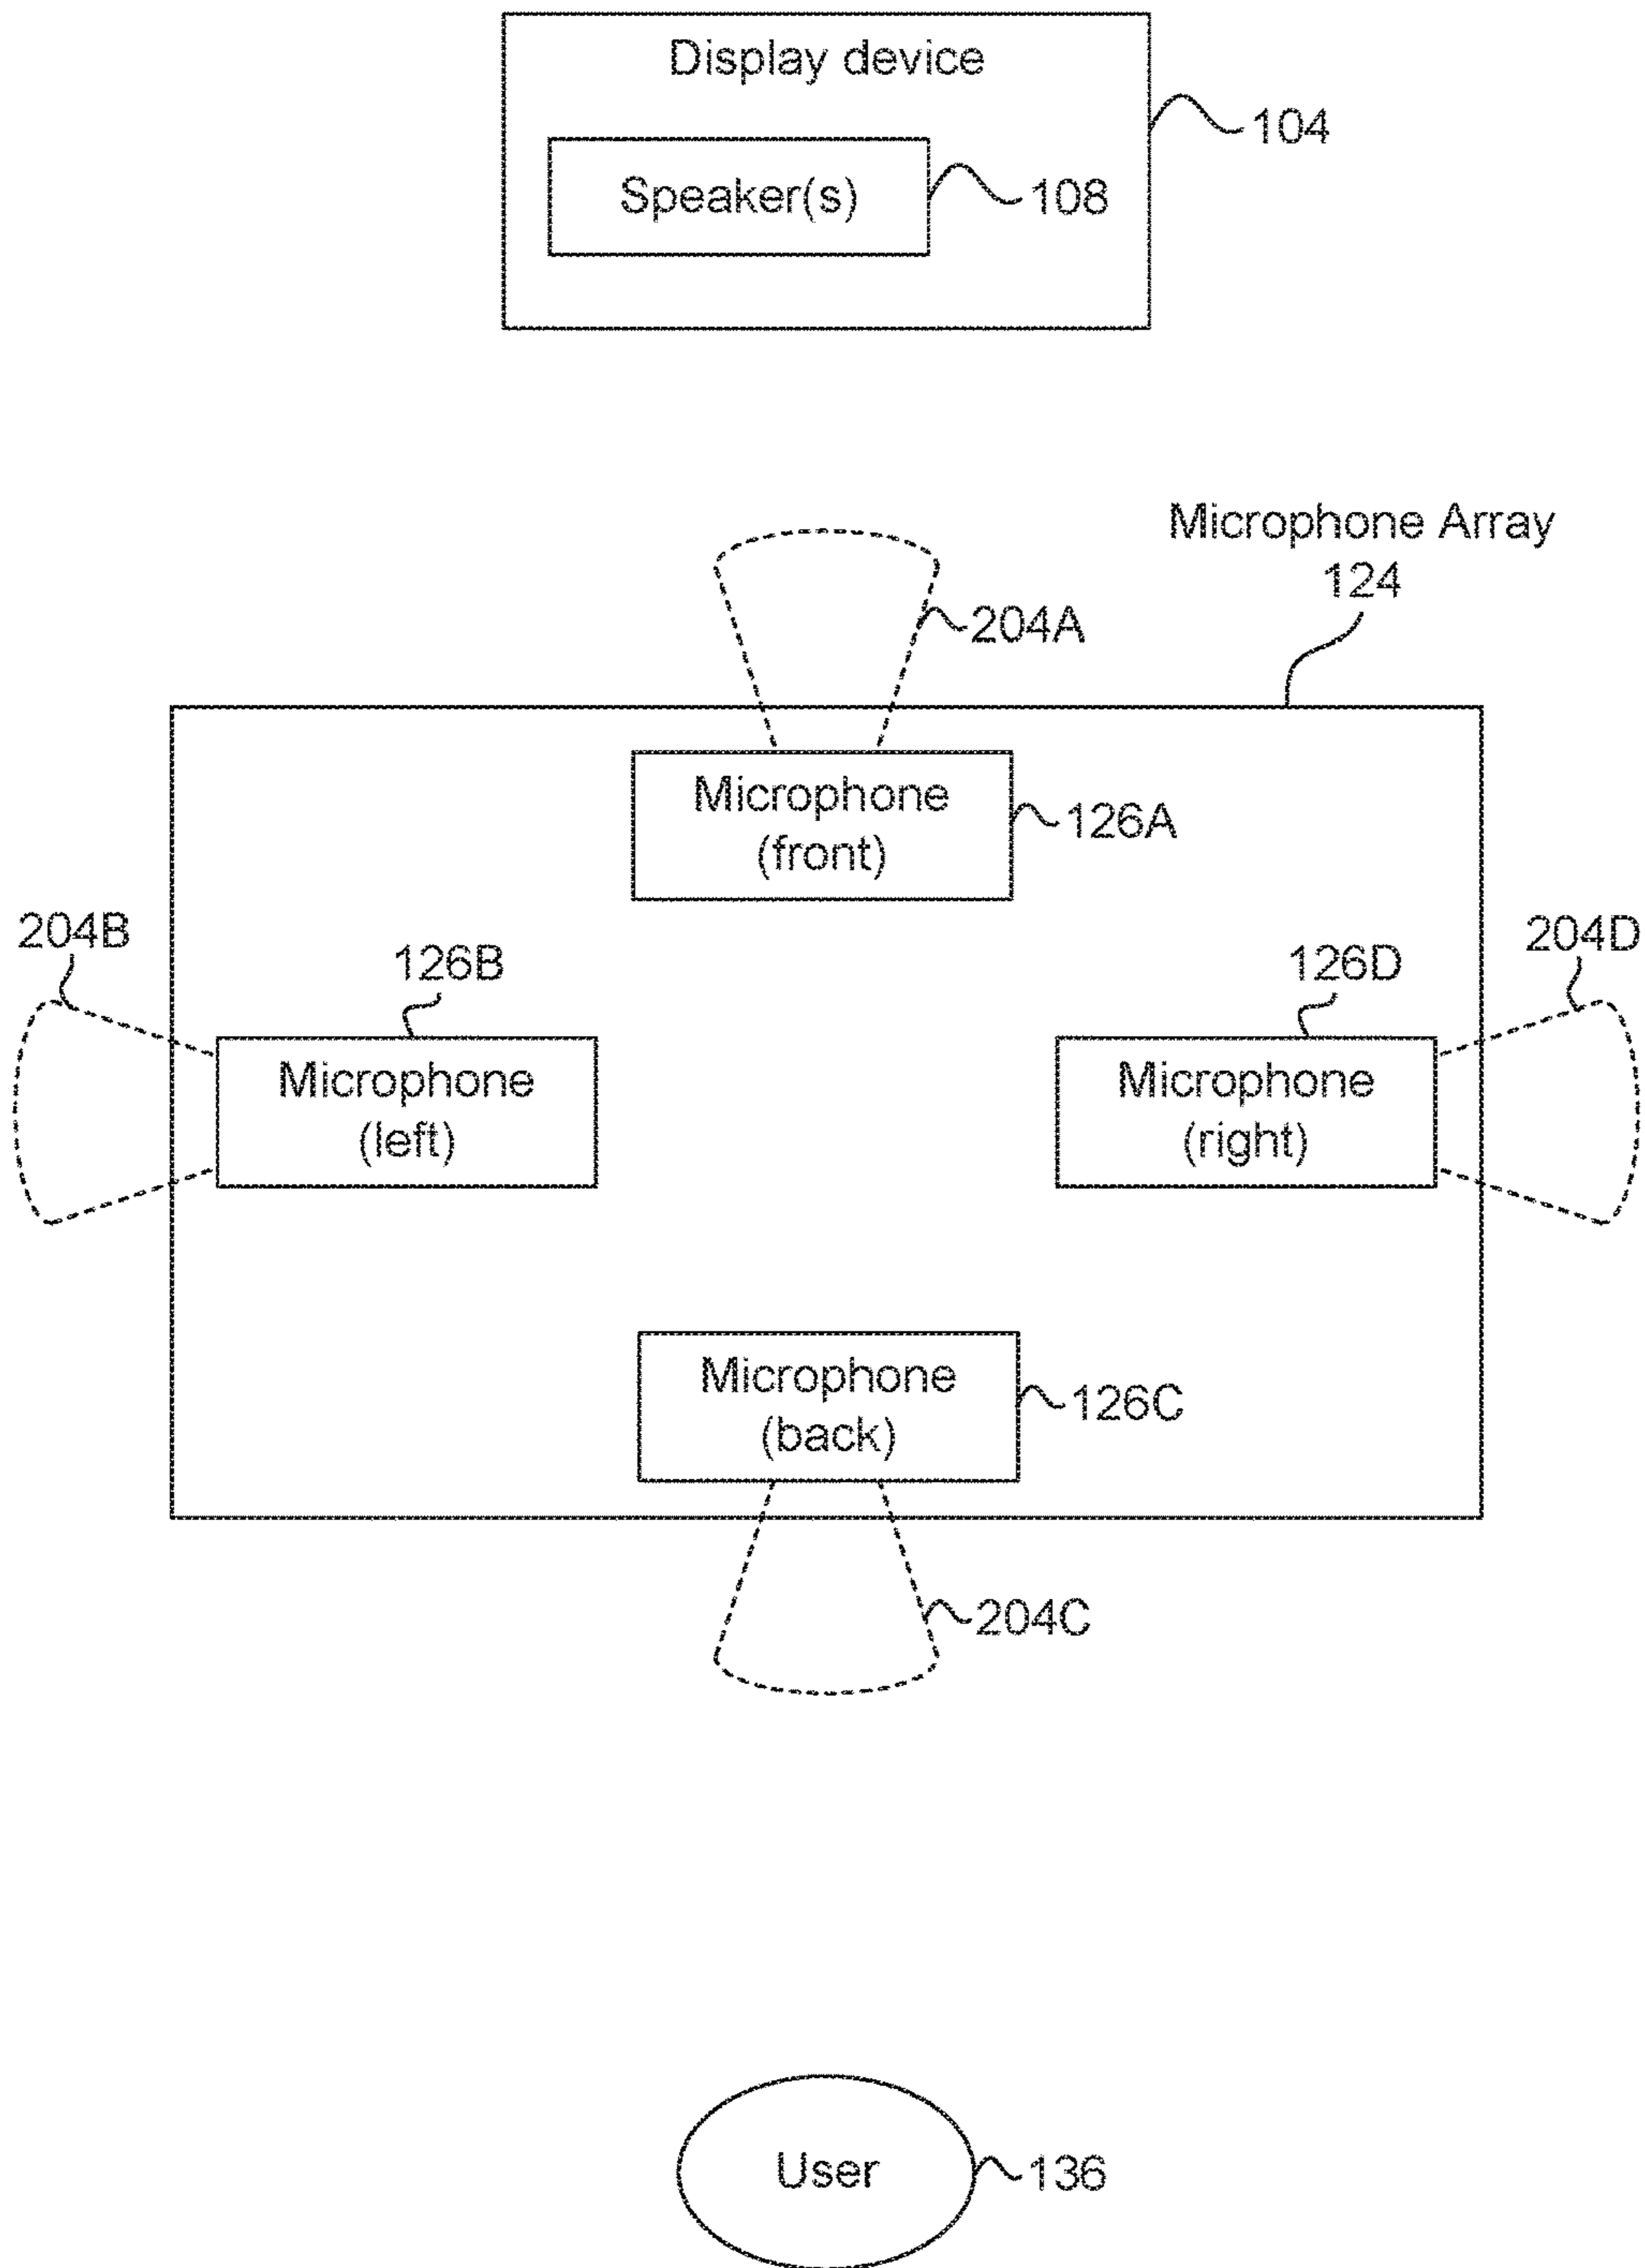 Display device
104
Speaker(s)
108
Microphone Array
124
204A
Microphone
(front)
126A
204B
126B
126D
204D
Microphone
(left)
Microphone
(right)
Microphone
(back)
126C
204C
User
136